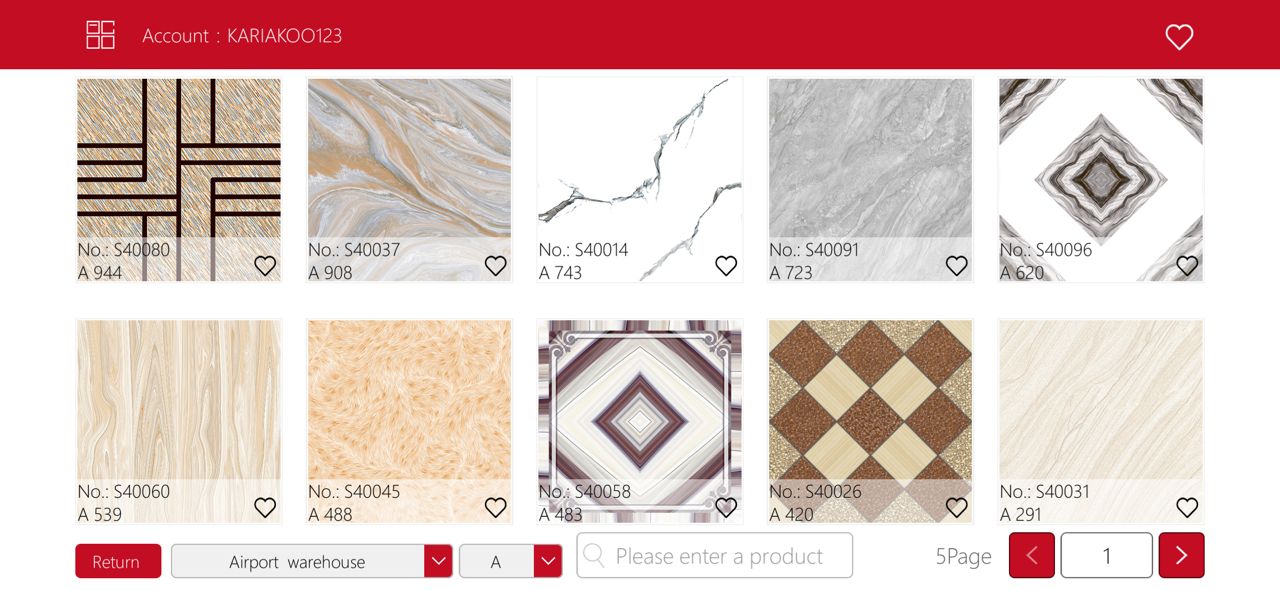 Account : KARIAKOO123
No.: S40080
A 944
No.: S40037
A 908
No.: S40014
A 743
No.: S40091
A 723
No.: S40096
A 620
No.: S40060
A 539
No.: S40045
A 488
No.: S40058
A 483
No.: S40026
A 420
No.: S40031
A 291
Return
Airport warehouse
A
Please enter a product
5Page
1